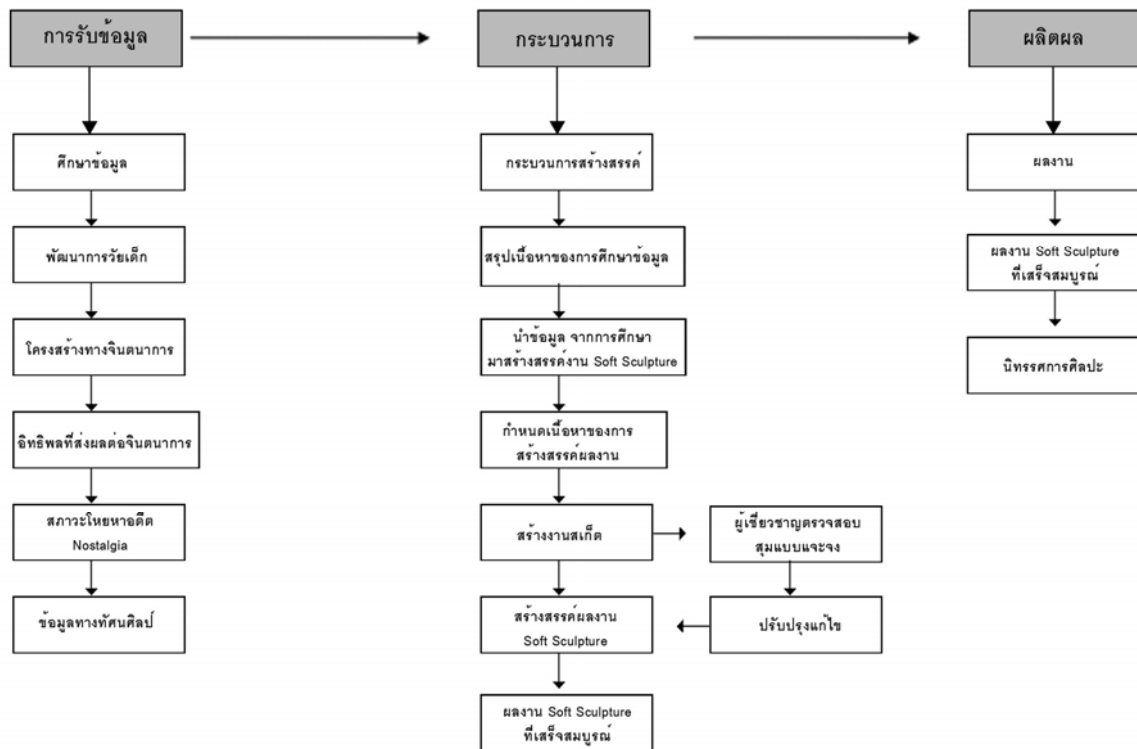 การรับข้อมูล
ศึกษาข้อมูล
พัฒนาการวัยเด็ก
โครงสร้างทางจินตนาการ
อิทธิพลที่ส่งผลต่อจินตนาการ
สภาวะโหยหาอดีต
Nostalgia
ข้อมูลทางทัศนศิลป์
กระบวนการ
กระบวนการสร้างสรรค์
สรุปเนื้อหาของการศึกษาข้อมูล
นำข้อมูล จากการศึกษา
มาสร้างสรรค์งาน Soft Sculpture
กำหนดเนื้อหาของการ
สร้างสรรค์ผลงาน
สร้างงานสเก็ต
ผู้เชียวชาญตรวจสอบ
สุมแบบแจะจง
ปรับปรุงแก้ไข
สร้างสรรค์ผลงาน
Soft Sculpture
ผลงาน Soft Sculpture
ที่เสร็จสมบูรณ์
ผลิตผล
ผลงาน
ผลงาน Soft Sculpture
ที่เสร็จสมบูรณ์
นิทรรศการศิลปะ